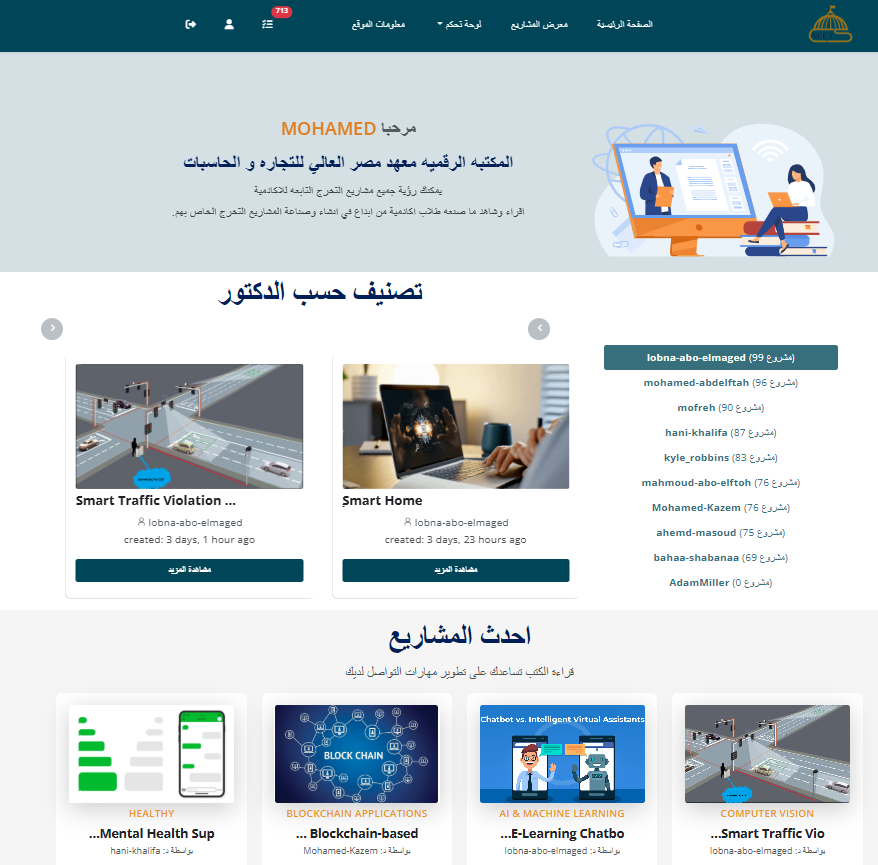 الصفحة الرئيسية
معرض المشاريع
لوحة تحكم
معلومات الموقع
713
مرحبا MOHAMED
المكتبه الرقميه معهد مصر العالي للتجاره و الحاسبات
يمكنك رؤية جميع مشاريع التخرج التابعه للاكادمية
اقراء وشاهد ما صنعه طلاب اكادمية من ابداع في انشاء وصناعة المشاريع التخرج الخاص بهم.
تصنيف حسب الدكتور
lobna-abo-elmaged (99 مشروع)
mohamed-abdelftah (96 مشروع)
mofreh (90 مشروع)
hani-khalifa (87 مشروع)
kyle_robbins (83 مشروع)
mahmoud-abo-elftoh (76 مشروع)
Mohamed-Kazem (76 مشروع)
ahemd-masoud (75 مشروع)
bahaa-shabanaa (69 مشروع)
AdamMiller (0 مشروع)
Smart Home
lobna-abo-elmaged
created: 3 days, 23 hours ago
مشاهدة المزيد
Smart Traffic Violation ...
lobna-abo-elmaged
created: 3 days, 1 hour ago
مشاهدة المزيد
احدث المشاريع
قراءة الكتب تساعدك على تطوير مهارات التواصل لديك
COMPUTER VISION
...Smart Traffic Vio
بواسطة د: lobna-abo-elmaged
Chatbot vs. Intelligent Virtual Assistants
AI & MACHINE LEARNING
...E-Learning Chatbo
بواسطة د: lobna-abo-elmaged
BLOCK CHAIN
BLOCKCHAIN APPLICATIONS
... Blockchain-based
بواسطة د: Mohamed-Kazem
HEALTHY
...Mental Health Sup
بواسطة د: hani-khalifa